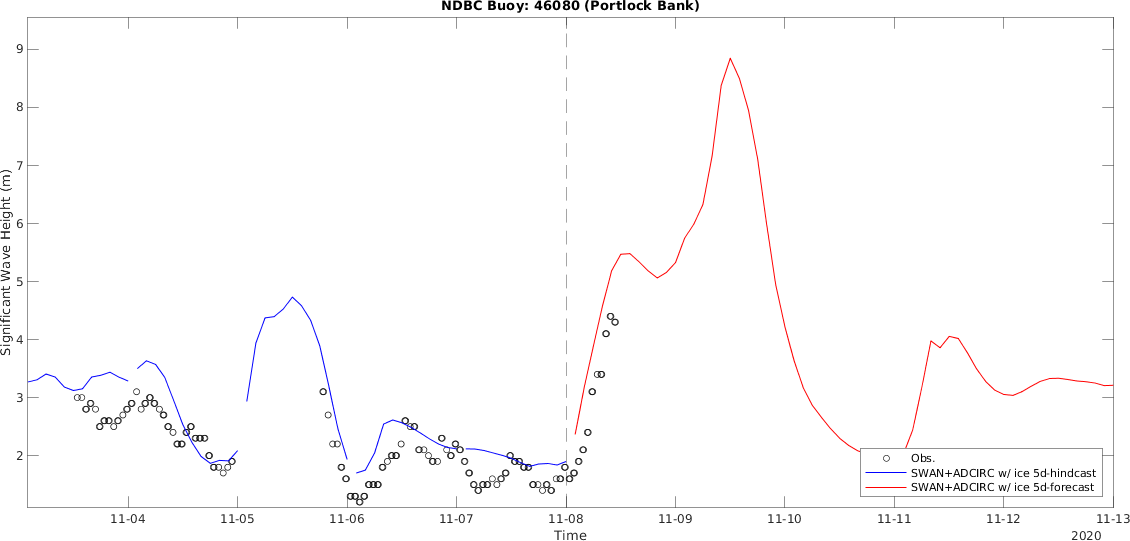 NDBC Buoy: 46080 (Portlock Bank)
Significant Wave Height (m)
9
8
7
6
5
4
3
2
Obs.
SWAN+ADCIRC w/ ice 5d-hindcast
SWAN+ADCIRC w/ ice 5d-forecast
11-04 11-05 11-06 11-07 11-08 11-09 11-10 11-11 11-12 11-13
Time
2020